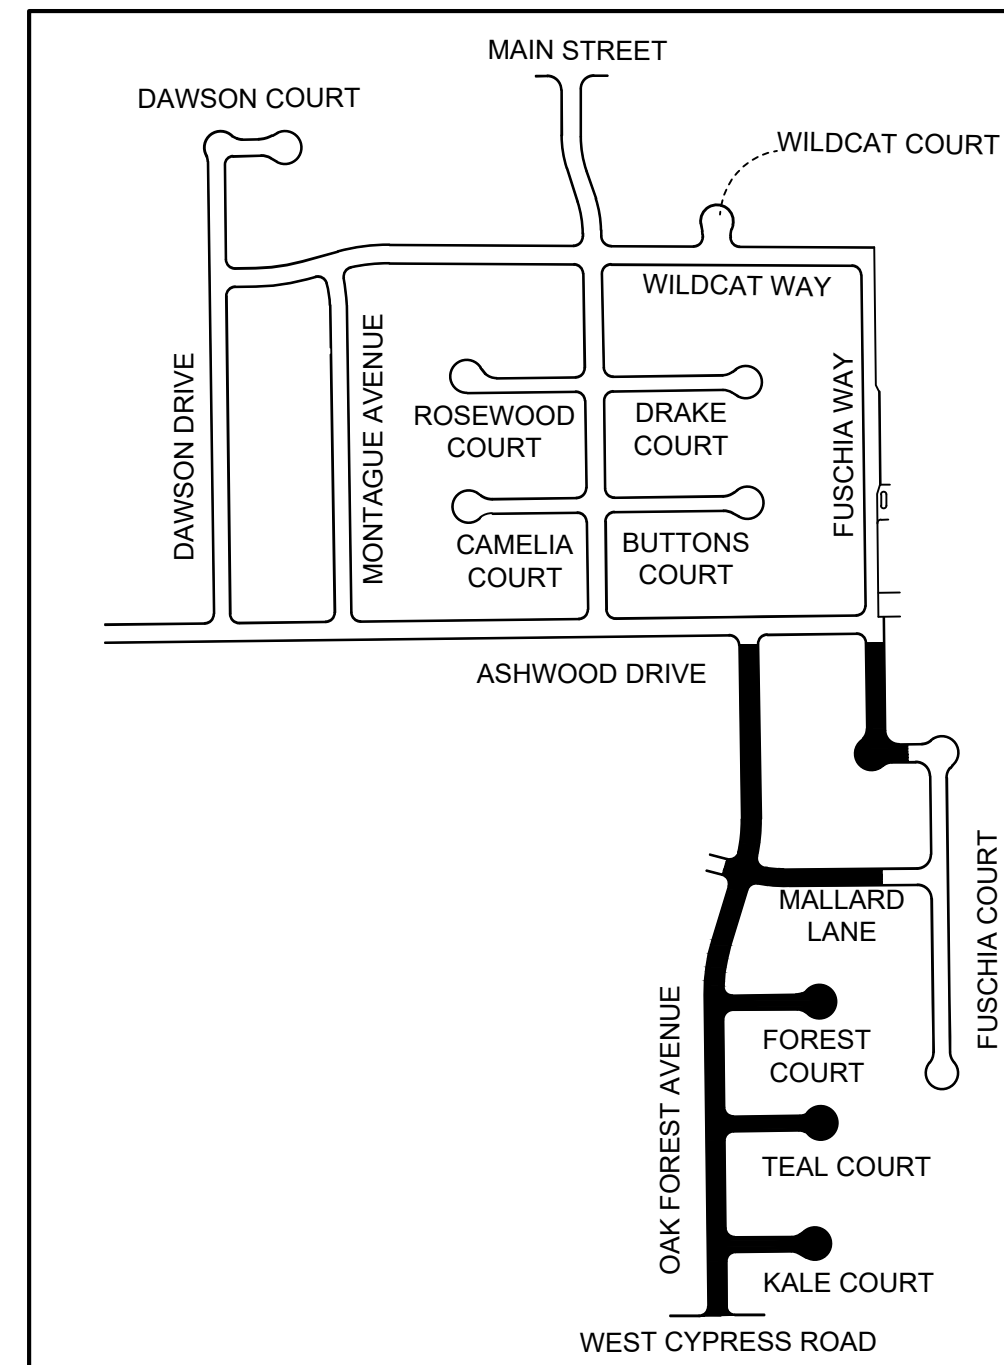 MAIN STREET
DAWSON COURT
WILDCAT COURT
WILDCAT WAY
DAWSON DRIVE
MONTAGUE AVENUE
FUSCHIA WAY
ROSEWOOD
COURT
DRAKE
COURT
CAMELIA
COURT
BUTTONS
COURT
ASHWOOD DRIVE
MALLARD
LANE
FUSCHIA COURT
OAK FOREST AVENUE
FOREST
COURT
TEAL COURT
KALE COURT
WEST CYPRESS ROAD